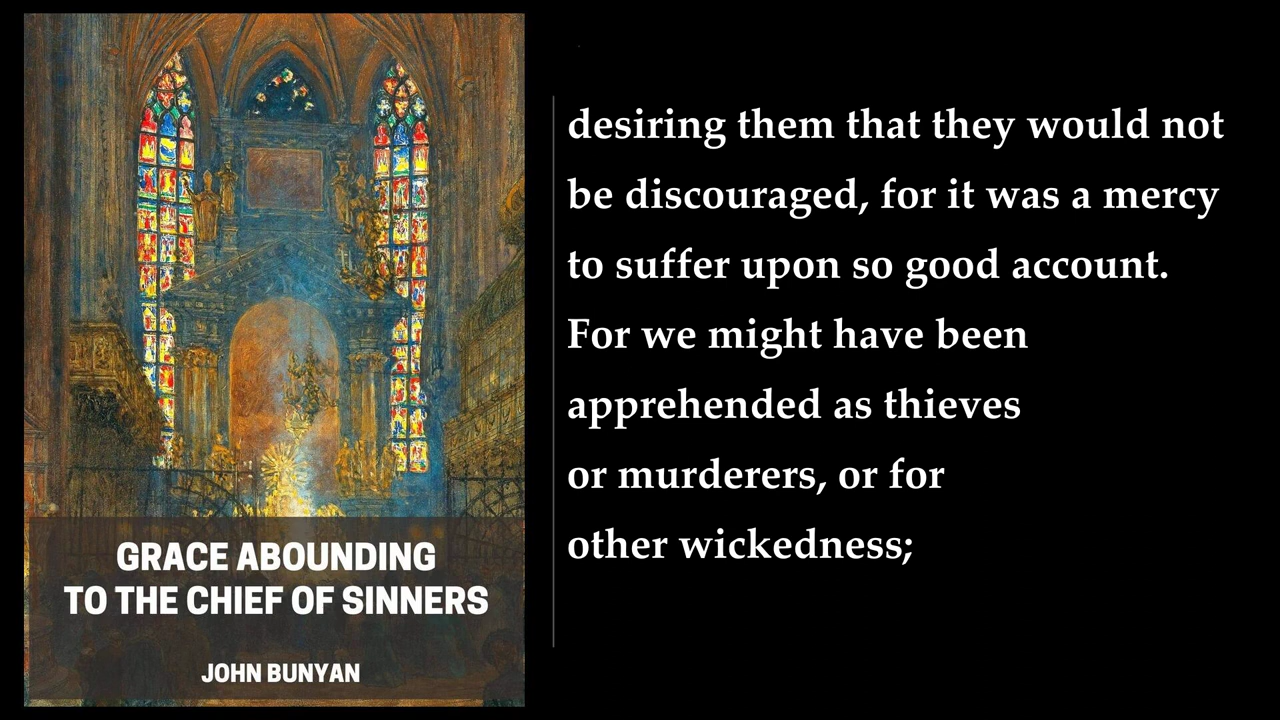 GRACE ABOUNDING
TO THE CHIEF OF SINNERS
JOHN BUNYAN
desiring them that they would not
be discouraged, for it was a mercy
to suffer upon so good account.
For we might have been
apprehended as thieves
or murderers, or for
other wickedness;